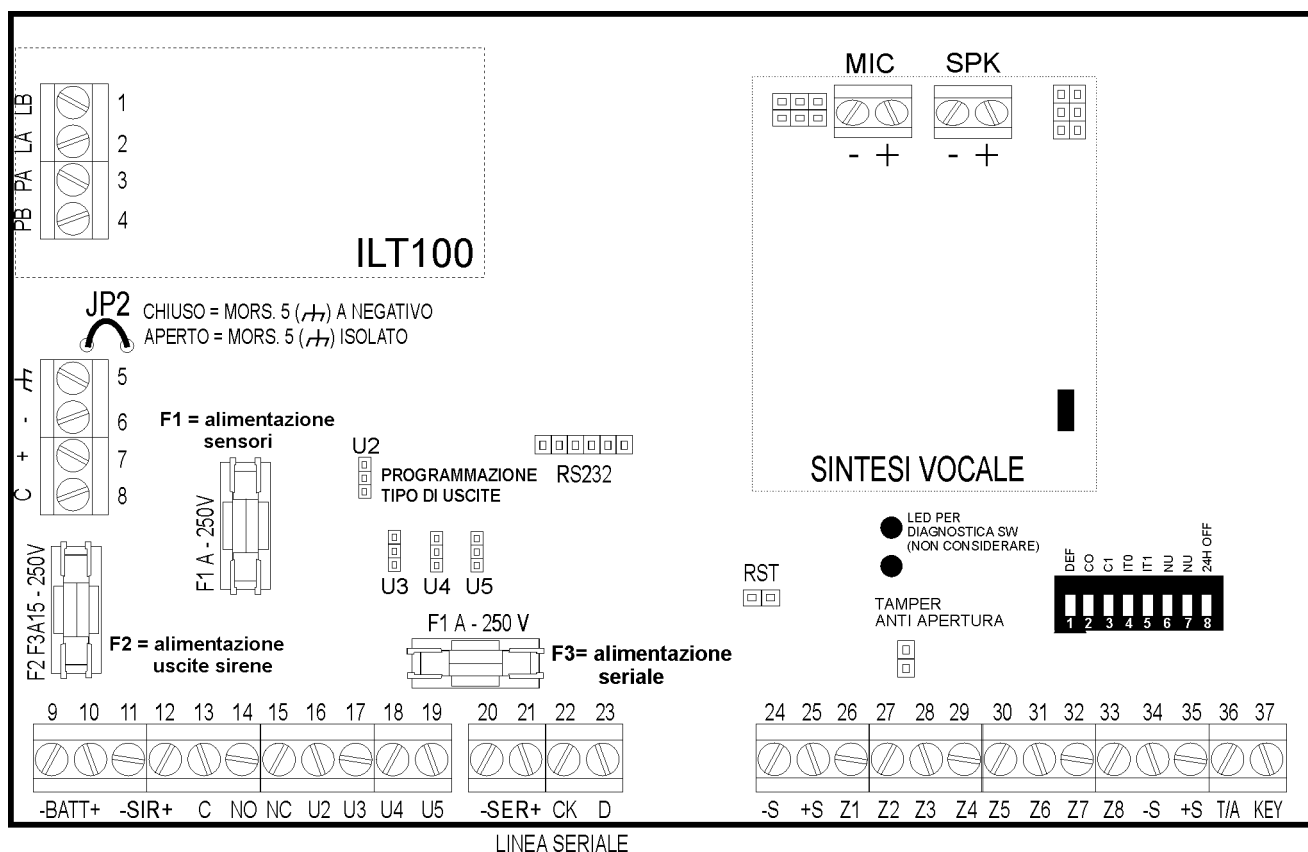 MIC SPK
- + - +
LB 1
LA 2
PA 3
PB 4
ILT100
JP2
CHIUSO = MORS. 5 ( ) A NEGATIVO
APERTO = MORS. 5 ( ) ISOLATO
5
- 6
+ 7
C 8
F1 = alimentazione
sensori
F1 A - 250V
U2
PROGRAMMAZIONE
TIPO DI USCITE
RS232
U3 U4 U5
SINTESI VOCALE
LED PER
DIAGNOSTICA SW
(NON CONSIDERARE)
RST
TAMPER
ANTI APERTURA
DEF CO C1 IT0 IT1 NU NU 24H OFF
1 2 3 4 5 6 7 8
F2 F3A15 - 250V
F2 = alimentazione
uscite sirene
F1 A - 250 V
F3= alimentazione
seriale
9 10 11 12 13 14 15 16 17 18 19 20 21 22 23 24 25 26 27 28 29 30 31 32 33 34 35 36 37
-BATT+ -SIR+ C NO NC U2 U3 U4 U5 -SER+ CK D -S +S Z1 Z2 Z3 Z4 Z5 Z6 Z7 Z8 -S +S T/A KEY
LINEA SERIALE